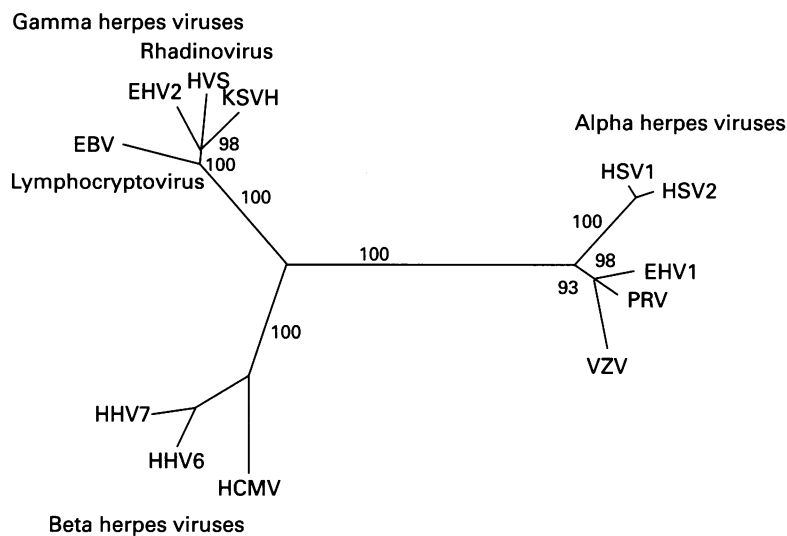 Gamma herpes viruses
Rhadinovirus
HVS
EHV2
KSVH
98
EBV
100
Lymphocryptovirus
100
Alpha herpes viruses
HSV1
HSV2
100
100
98
EHV1
93
PRV
VZV
100
HHV7
HHV6
HCMV
Beta herpes viruses